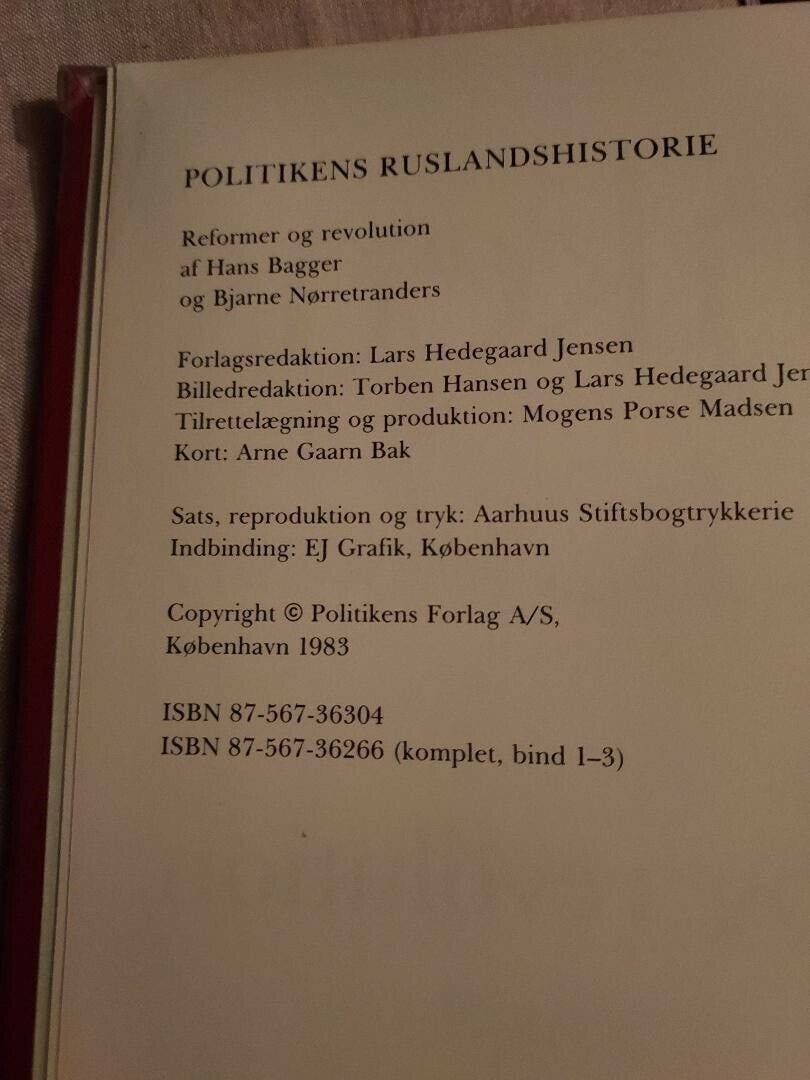 POLITIKENS RUSLANDSHISTORIE
Reformer og revolution
af Hans Bagger
og Bjarne Nørretranders
Forlagsredaktion: Lars Hedegaard Jensen
Billedredaktion: Torben Hansen og Lars Hedegaard Jer
Tilrettelægning og produktion: Mogens Porse Madsen
Kort: Arne Gaarn Bak
Sats, reproduktion og tryk: Aarhuus Stiftsbogtrykkerie
Indbinding: EJ Grafik, København
Copyright © Politikens Forlag A/S,
København 1983
ISBN 87-567-36304
ISBN 87-567-36266 (komplet, bind 1–3)